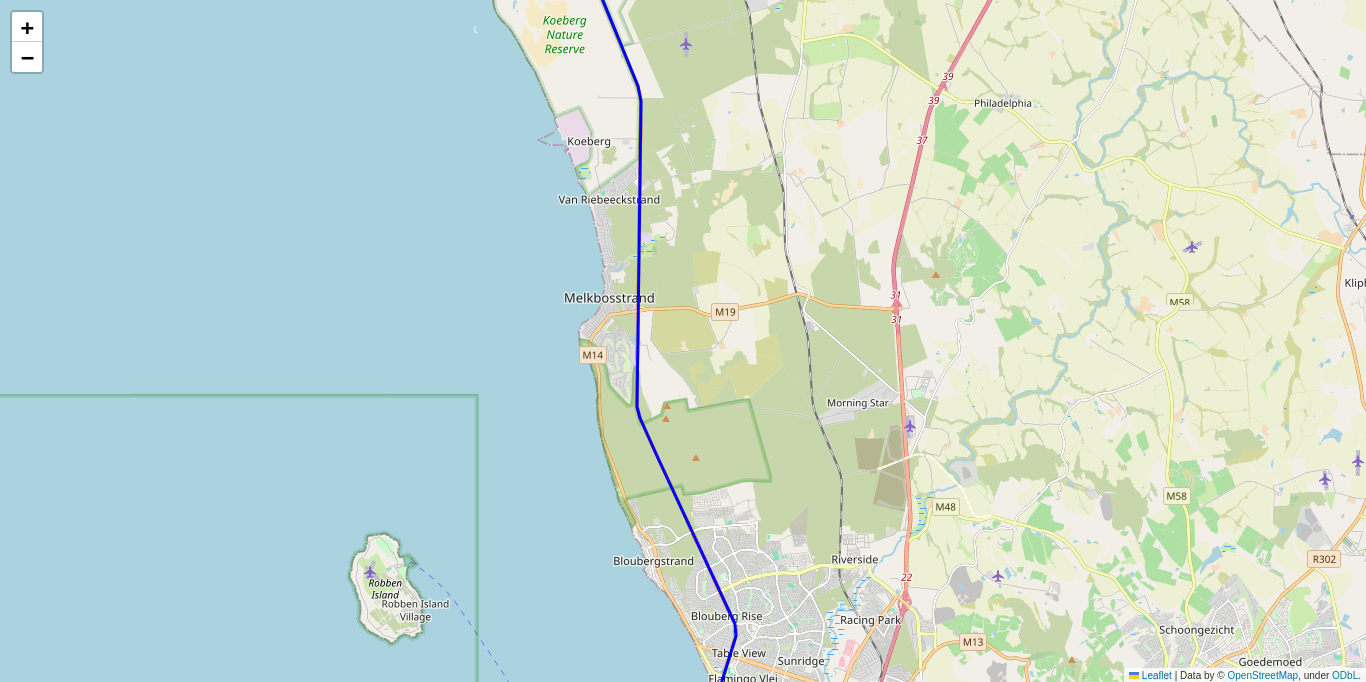 +
−
Koeberg
Nature
Reserve
39
39
Philadelphia
37
Koeberg
Van Riebeeckstrand
Melkbosstrand
31
M19
31
M58
M14
Morning Star
M58
M48
Bloubergstrand
Riverside
R302
Robben
Island
Robben Island
Village
22
Blouberg Rise
Racing Park
Schoongezicht
M13
Table View
Sunridge
Goedemoed
Flamingo Vlei
Leaflet | Data by © OpenStreetMap, under ODbL.